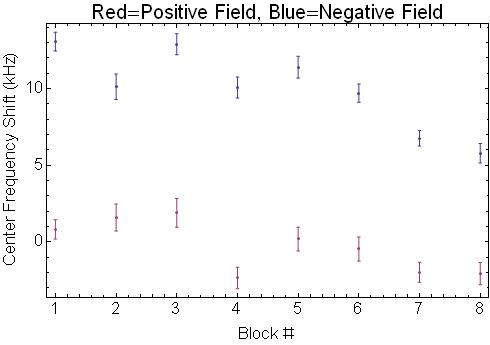 Red=Positive Field, Blue=Negative Field
Center Frequency Shift (kHz)
10
5
0
1 2 3 4 5 6 7 8
Block #